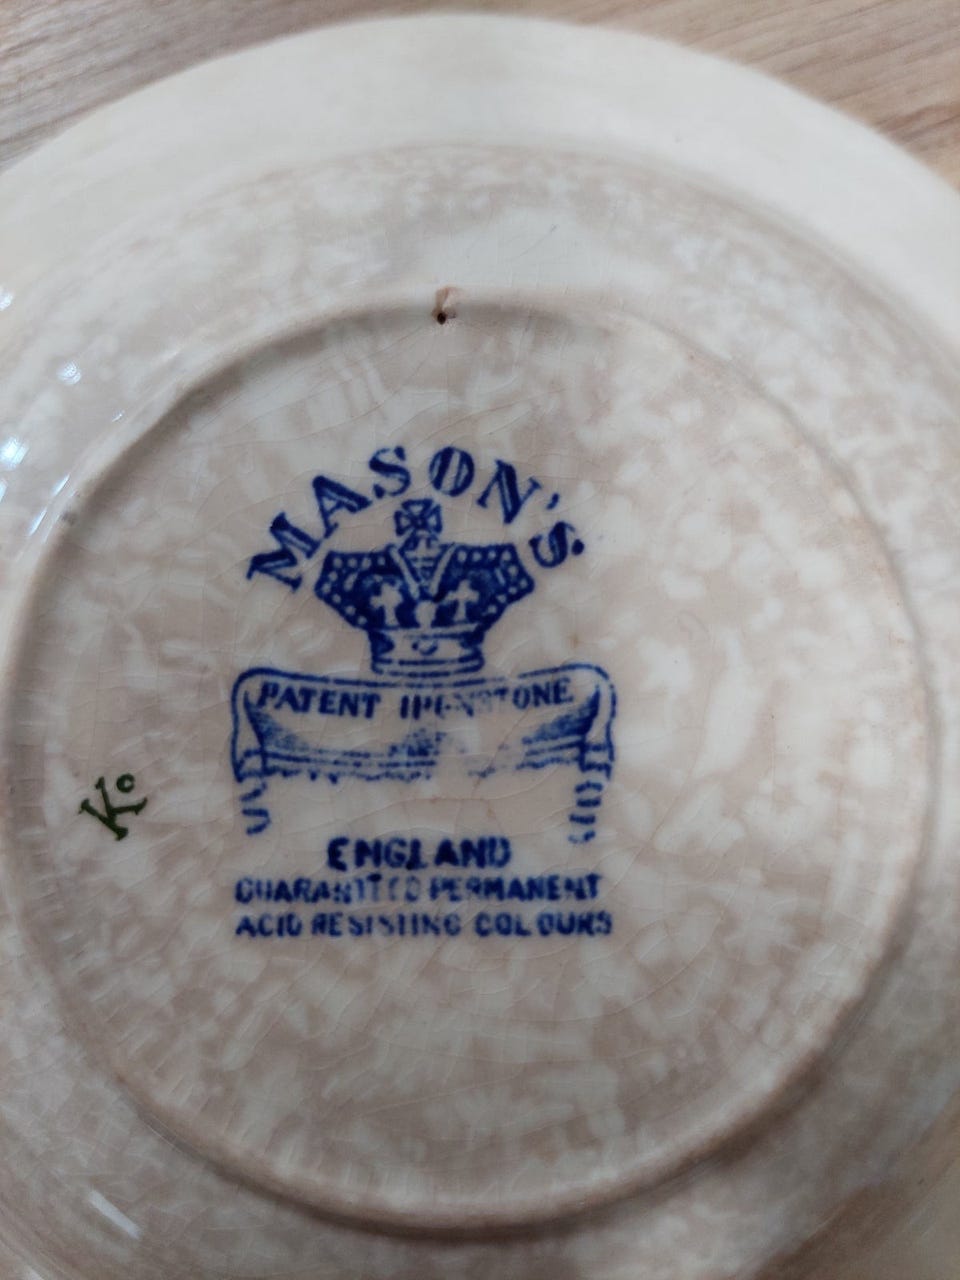 MASON'S
PATENT IRONSTONE
K°
ENGLAND
GUARANTEED PERMANENT
ACID RESISTING COLOURS